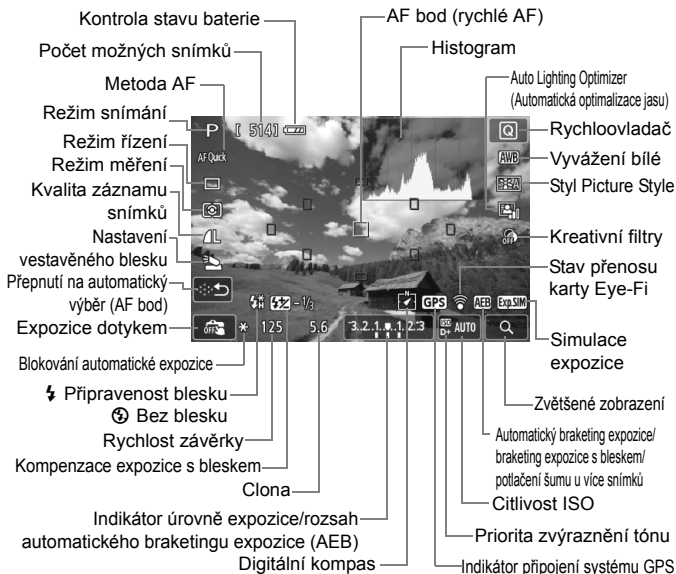 Kontrola stavu baterie
AF bod (rychlé AF)
Počet možných snímků
Histogram
Metoda AF
Auto Lighting Optimizer
(Automatická optimalizace jasu)
Režim snímání
Režim řízení
Režim měření
Kvalita záznamu
snímků
Nastavení
vestavěného blesku
Přepnutí na automatický
výběr (AF bod)
Expozice dotykem
P
[ 514]
Q
AF Quick
AWB
A
L
OFF
OFF
H
-1/3
N
GPS
AEB
Exp.SIM
* 125
5.6
3..2..1..0..1..2..3
ISO
D+
AUTO
Rychloovladač
Vyvážení bílé
Styl Picture Style
Kreativní filtry
Stav přenosu
karty Eye-Fi
Simulace
expozice
Blokování automatické expozice
Připravenost blesku
Bez blesku
Rychlost závěrky
Kompenzace expozice s bleskem
Clona
Indikátor úrovně expozice/rozsah
automatického braketingu expozice (AEB)
Digitální kompas
Zvětšené zobrazení
Automatický braketing expozice/
braketing expozice s bleskem/
potlačení šumu u více snímků
Citlivost ISO
Priorita zvýraznění tónu
Indikátor připojení systému GPS